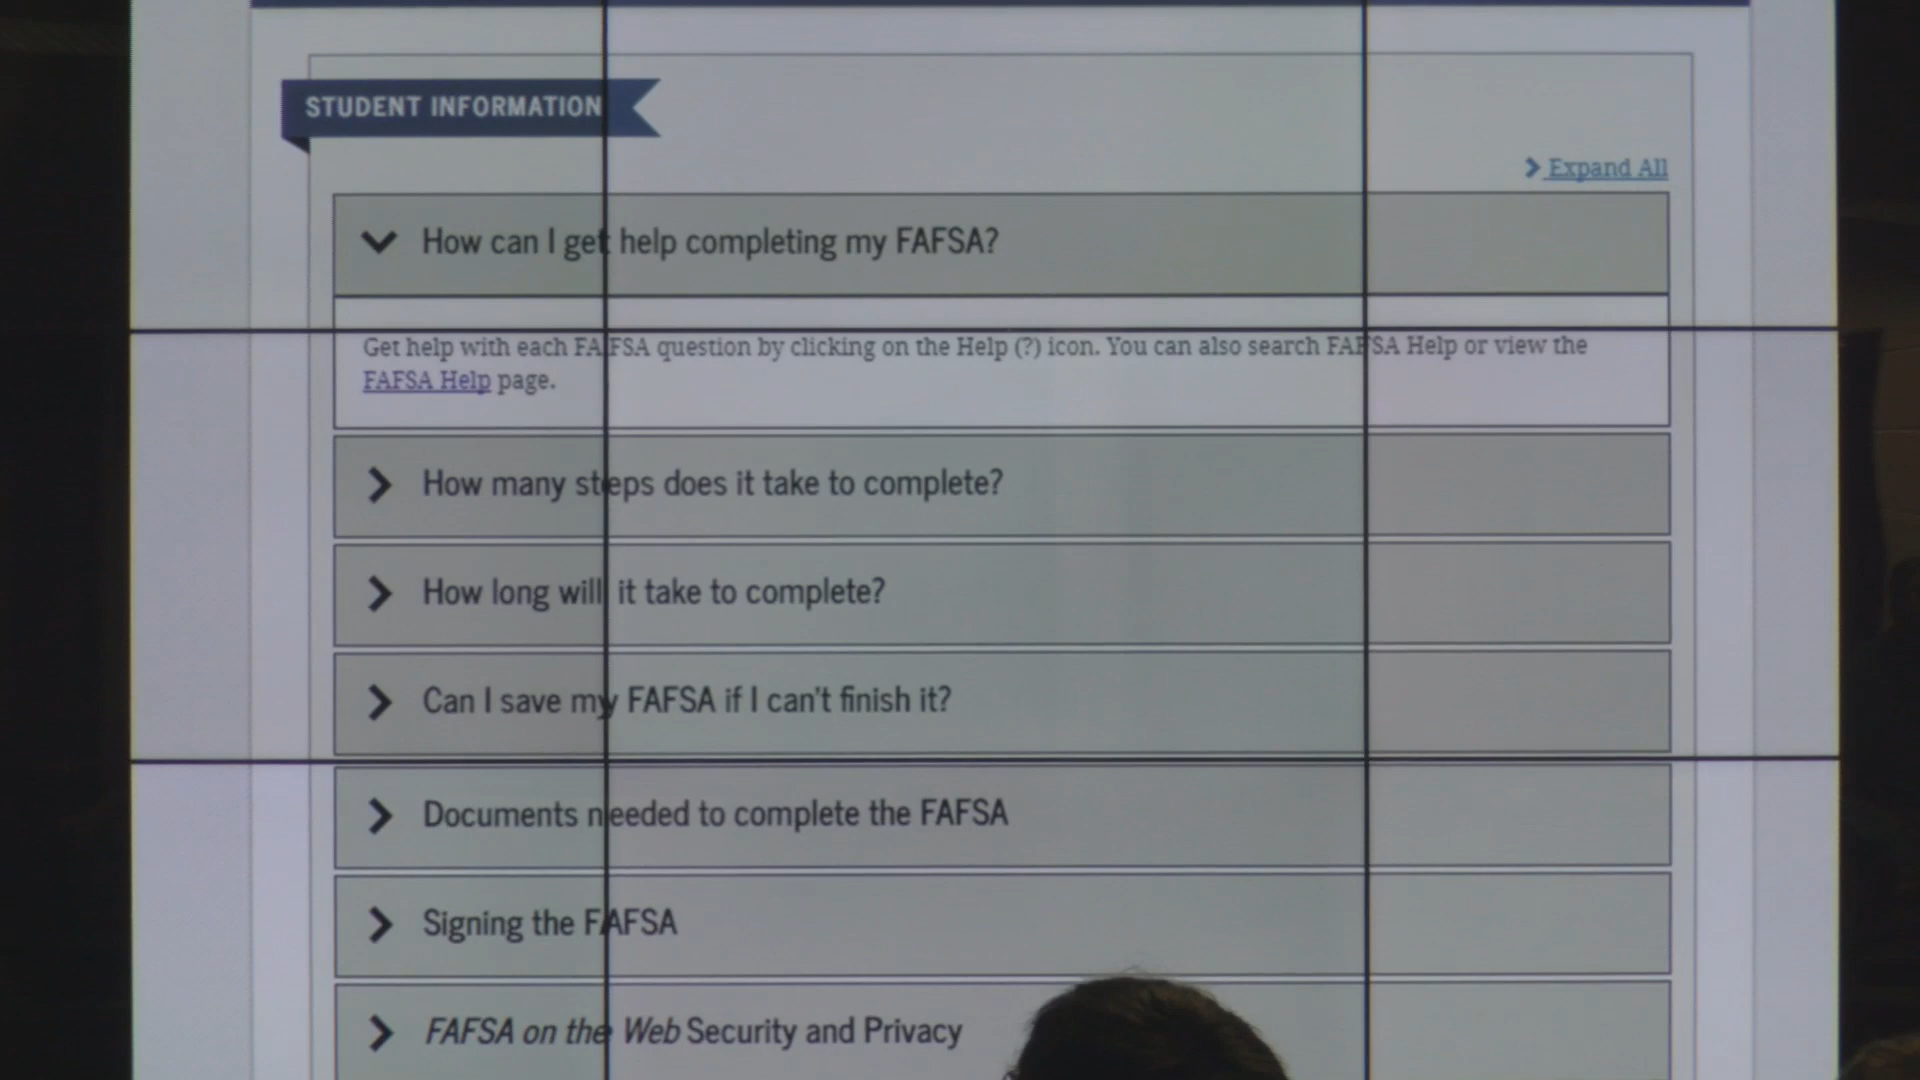 STUDENT INFORMATION
Expand All
How can I get help completing my FAFSA?
Get help with each FAFSA question by clicking on the Help (?) icon. You can also search FAFSA Help or view the
FAFSA Help page.
How many steps does it take to complete?
How long will it take to complete?
Can I save my FAFSA if I can't finish it?
Documents needed to complete the FAFSA
Signing the FAFSA
FAFSA on the Web Security and Privacy